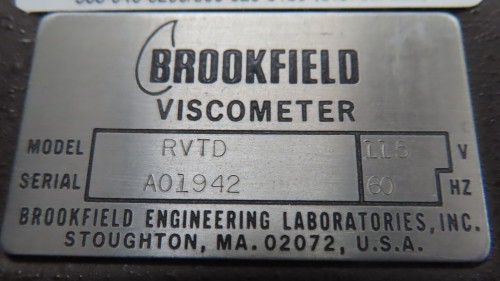 BROOKFIELD
VISCOMETER
MODEL RVTD 115 V
SERIAL A01942 60 HZ
BROOKFIELD ENGINEERING LABORATORIES, INC.
STOUGHTON, MA. 02072, U.S.A.